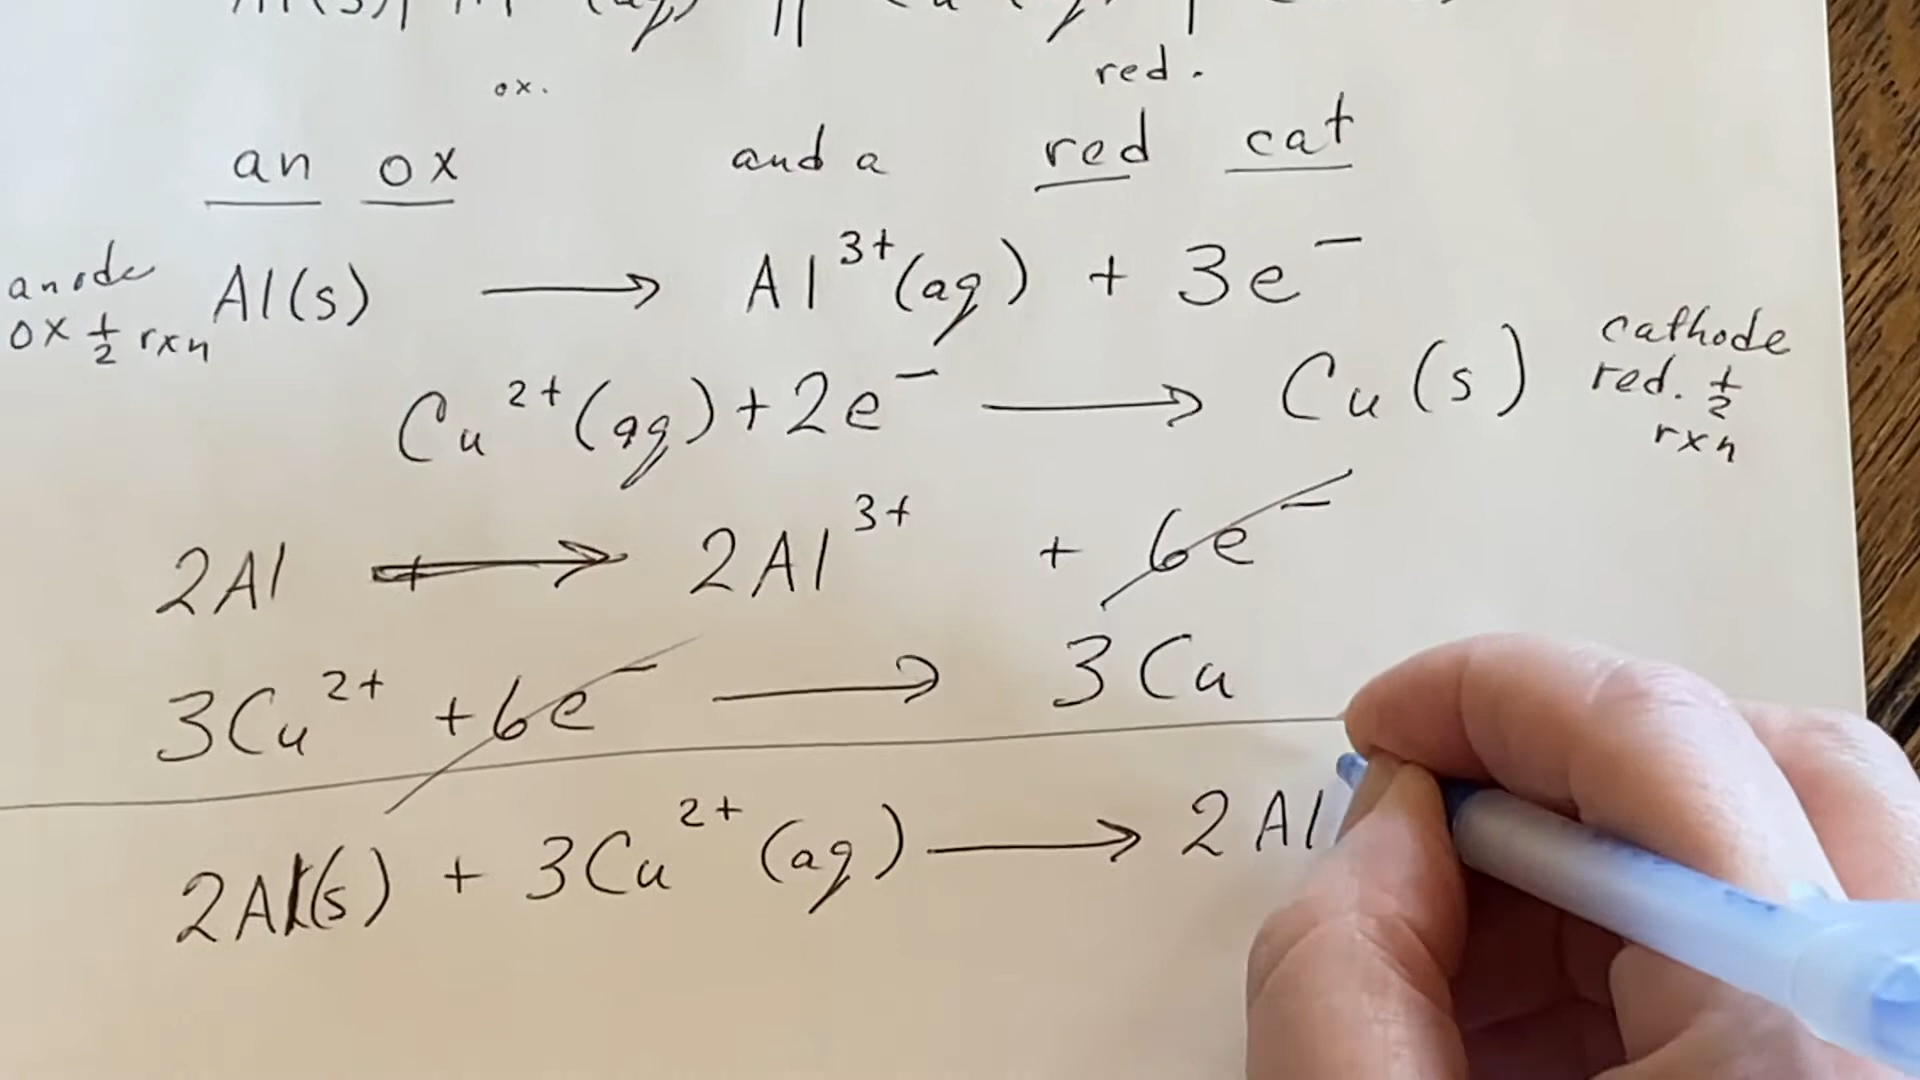 ox. red.
an ox and a red cat
anode
ox 1/2 rxn
Al(s) ⟶ Al³⁺(aq) + 3e⁻
Cu²⁺(aq) + 2e⁻ ⟶ Cu(s)
cathode
red. 1/2
rxn
2Al ⟶ 2Al³⁺ + 6e⁻
3Cu²⁺ + 6e⁻ ⟶ 3Cu
2Al(s) + 3Cu²⁺(aq) ⟶ 2Al